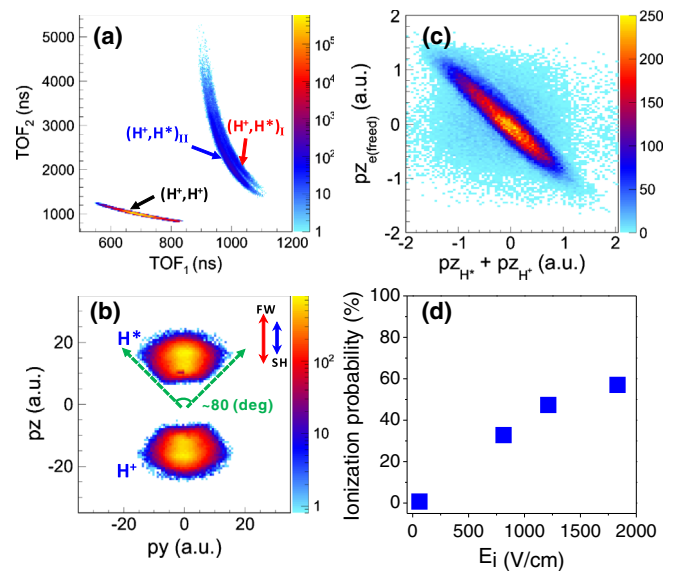 (a)
TOF2 (ns)
5000
4000
3000
2000
1000
(H+,H*)II
(H+,H*)I
(H+,H+)
600 800 1000 1200
TOF1 (ns)
10^5
10^4
10^3
10^2
10
1
(c)
pz e(freed) (a.u.)
2
1
0
-1
-2
−2 −1 0 1 2
pzH* + pzH+ (a.u.)
250
200
150
100
50
0
(b)
pz (a.u.)
20
0
-20
H*
H+
FW
SH
~80 (deg)
−20 0 20
py (a.u.)
10^2
10
1
(d)
Ionization probability (%)
100
80
60
40
20
0
0 500 1000 1500 2000
Ei (V/cm)